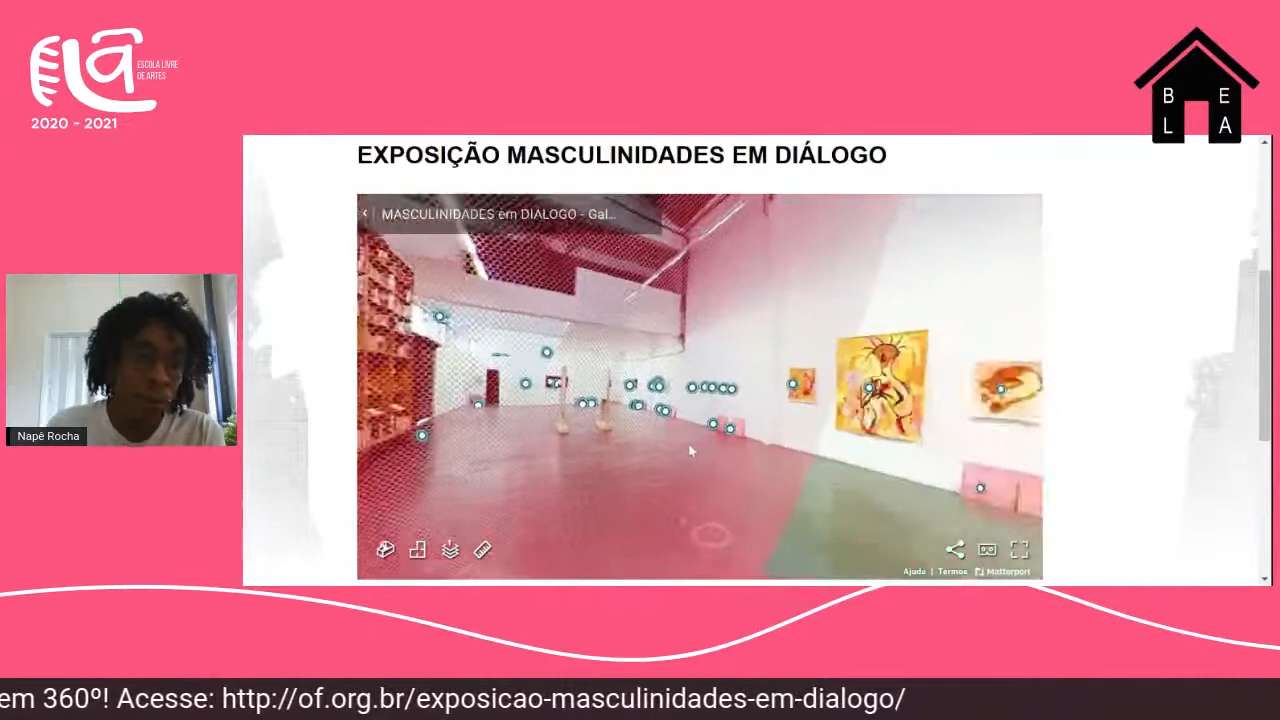 ESCOLA LIVRE
DE ARTES
2020 - 2021
B E
L A
EXPOSIÇÃO MASCULINIDADES EM DIÁLOGO
MASCULINIDADES em DIALOGO - Gal...
Napê Rocha
Ajuda | Termos Matterport
em 360º! Acesse: http://of.org.br/exposicao-masculinidades-em-dialogo/